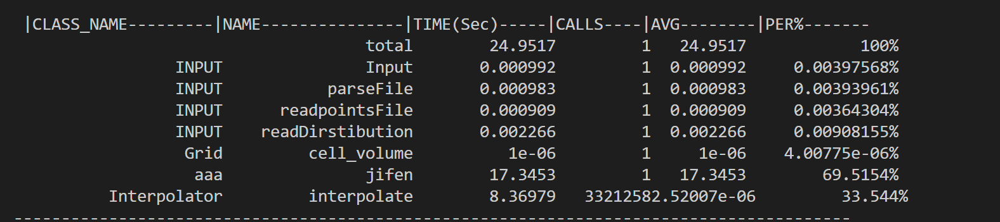 |CLASS_NAME---------|NAME---------------|TIME(Sec)-----|CALLS----|AVG--------|PER%-------
total 24.9517 1 24.9517 100%
INPUT Input 0.000992 1 0.000992 0.00397568%
INPUT parseFile 0.000983 1 0.000983 0.00393961%
INPUT readpointsFile 0.000909 1 0.000909 0.00364304%
INPUT readDirstibution 0.002266 1 0.002266 0.00908155%
Grid cell_volume 1e-06 1 1e-06 4.00775e-06%
aaa jifen 17.3453 1 17.3453 69.5154%
Interpolator interpolate 8.36979 33212582.52007e-06 33.544%
----------------------------------------------------------------------------------------